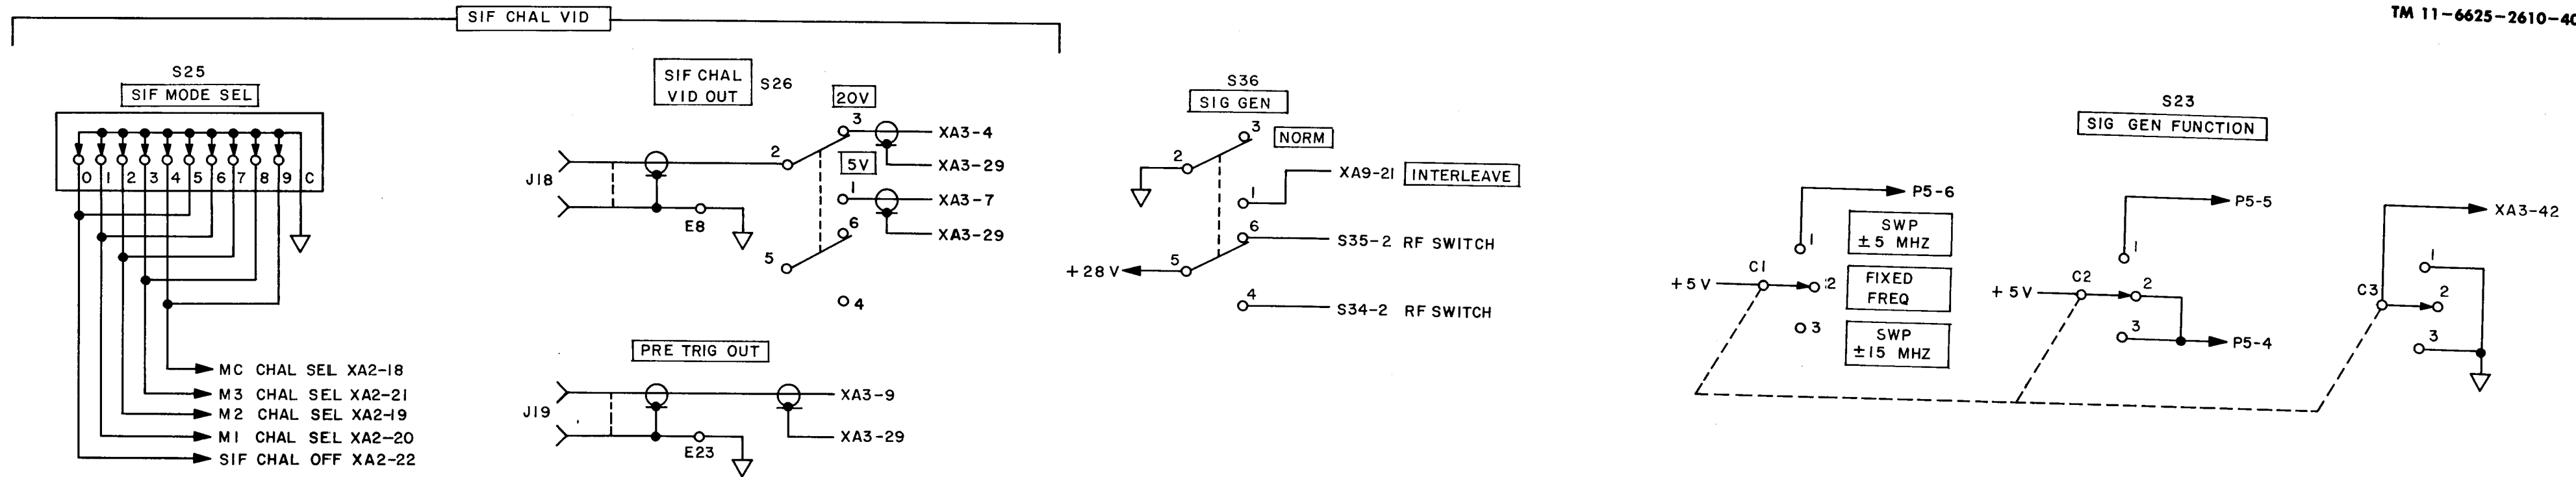 TM 11-6625-2610-40
SIF CHAL VID
S25
SIF MODE SEL
0 1 2 3 4 5 6 7 8 9 C
MC CHAL SEL XA2-18
M3 CHAL SEL XA2-21
M2 CHAL SEL XA2-19
M1 CHAL SEL XA2-20
SIF CHAL OFF XA2-22
SIF CHAL
VID OUT
S26
20V
3
XA3-4
2
XA3-29
5V
J18
1
XA3-7
E8
6
XA3-29
5
4
PRE TRIG OUT
J19
XA3-9
E23
XA3-29
S36
SIG GEN
3
NORM
2
XA9-21 INTERLEAVE
1
6
S35-2 RF SWITCH
5
+28V
4
S34-2 RF SWITCH
S23
SIG GEN FUNCTION
P5-6
1
SWP
±5 MHZ
C1
+5V
2
FIXED
FREQ
3
SWP
±15 MHZ
P5-5
1
C2
+5V
2
3
P5-4
XA3-42
1
C3
2
3